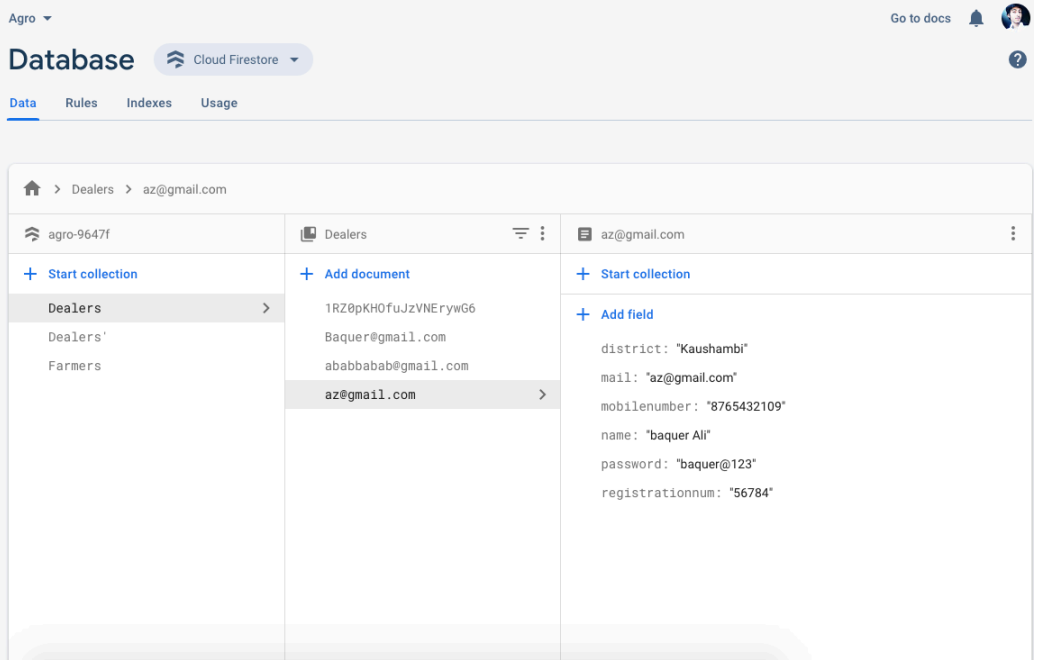 Agro Go to docs
Database Cloud Firestore
Data Rules Indexes Usage
Dealers az@gmail.com
agro-9647f Dealers az@gmail.com
Start collection Add document Start collection
Dealers 1RZ0pKHOfuJzVNErywG6 Add field
Dealers' Baquer@gmail.com district: "Kaushambi"
Farmers ababbabab@gmail.com mail: "az@gmail.com"
az@gmail.com mobilenumber: "8765432109"
name: "baquer Ali"
password: "baquer@123"
registrationnum: "56784"